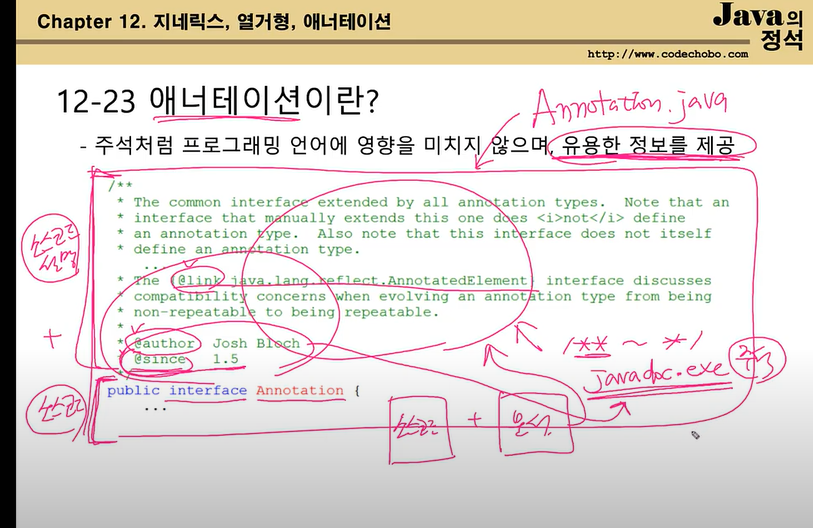 Chapter 12. 지네릭스, 열거형, 애너테이션
Java의 정석
http://www.codechobo.com
12-23 애너테이션이란?
Annotation.java
- 주석처럼 프로그래밍 언어에 영향을 미치지 않으며, 유용한 정보를 제공
/**
* The common interface extended by all annotation types. Note that an
* interface that manually extends this one does <i>not</i> define
* an annotation type. Also note that this interface does not itself
* define an annotation type.
...
* The {@link java.lang.reflect.AnnotatedElement} interface discusses
* compatibility concerns when evolving an annotation type from being
* non-repeatable to being repeatable.
*
* @author Josh Bloch
* @since 1.5
*/
public interface Annotation {
...
소스코드 설명
+
소스코드
/** ~ */
javadoc.exe
소스코드 + 문서